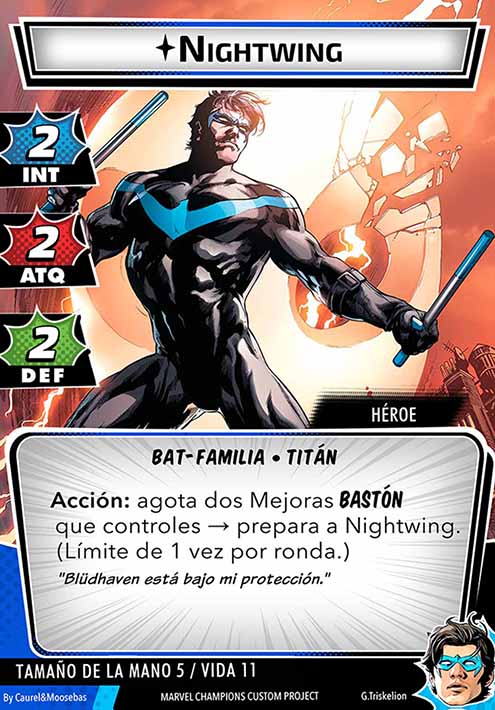 NIGHTWING
2
INT
2
ATQ
2
DEF
HÉROE
BAT-FAMILIA • TITÁN
Acción: agota dos Mejoras BASTÓN
que controles → prepara a Nightwing.
(Límite de 1 vez por ronda.)
"Blüdhaven está bajo mi protección."
TAMAÑO DE LA MANO 5 / VIDA 11
By Caurel&Moosebas MARVEL CHAMPIONS CUSTOM PROJECT G.Triskelion